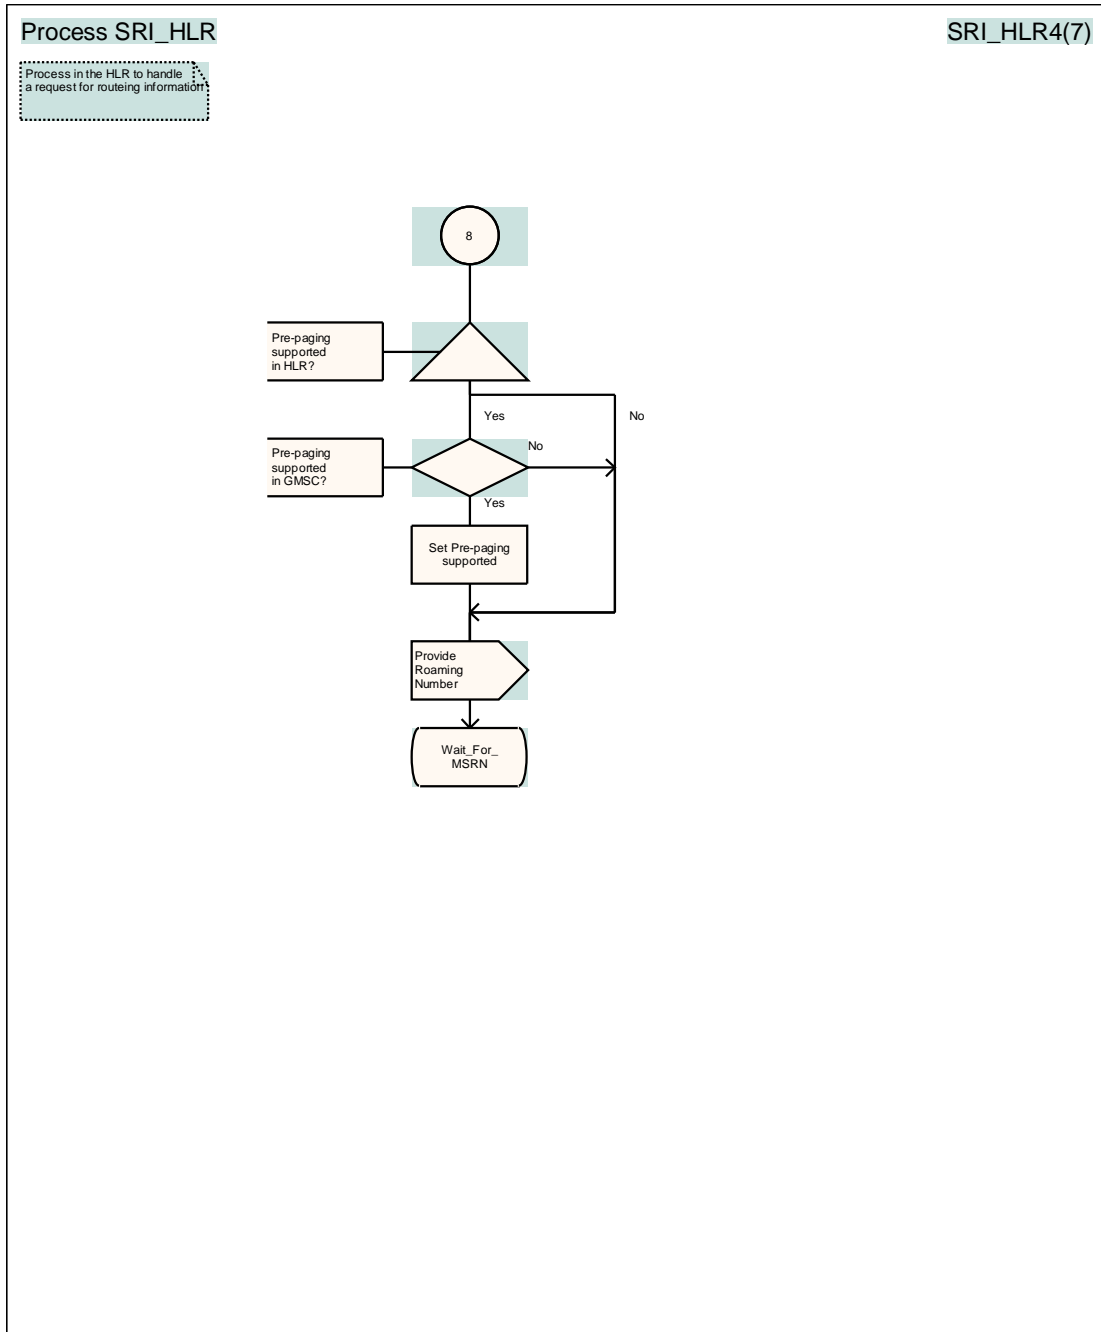 Process SRI_HLR
SRI_HLR4(7)
Process in the HLR to handle
a request for routeing information
8
Pre-paging
supported
in HLR?
Yes
No
Pre-paging
supported
in GMSC?
No
Yes
Set Pre-paging
supported
Provide
Roaming
Number
Wait_For_
MSRN